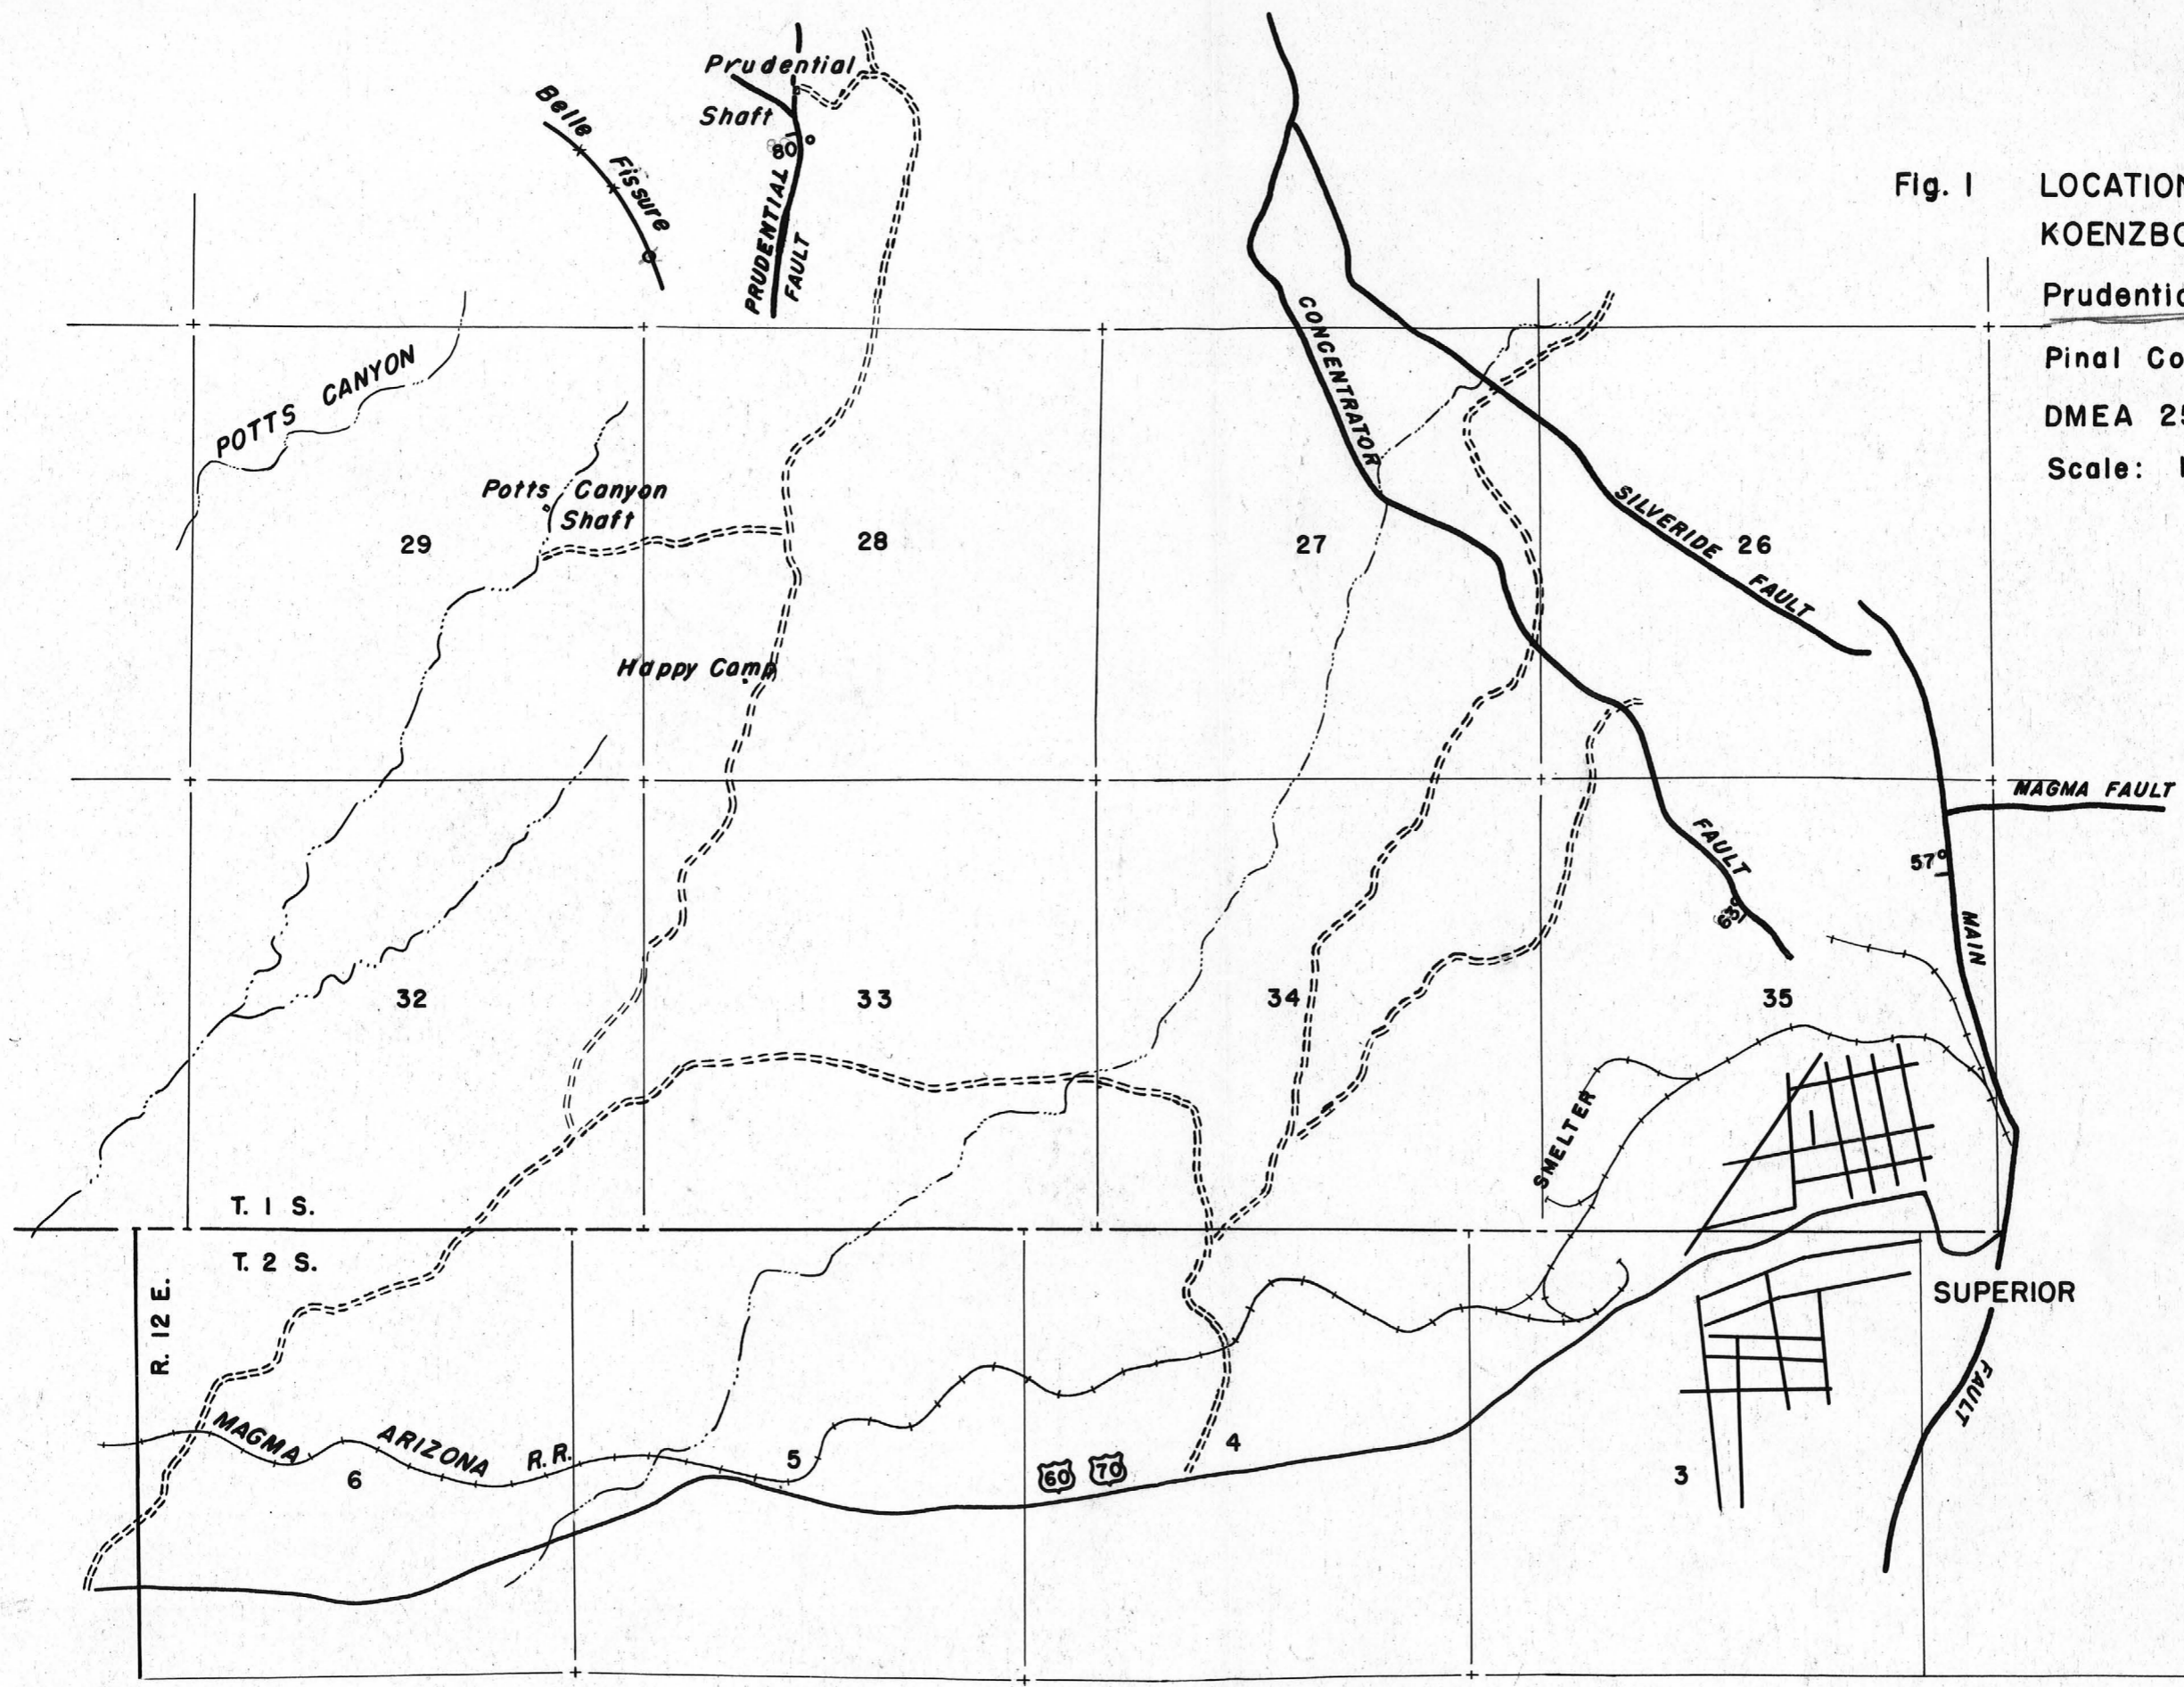 Prudential
Shaft
80°
PRUDENTIAL
FAULT
Belle Fissure
Fig. 1
LOCATION
KOENZBO
Prudentia
Pinal Co
DMEA 25
Scale: 1
POTTS CANYON
CONCENTRATOR
Potts Canyon
Shaft
29
28
27
SILVERIDE 26
FAULT
Happy Camp
MAGMA FAULT
FAULT
57°
63°
MAIN
32
33
34
35
SMELTER
T. 1 S.
T. 2 S.
R. 12 E.
SUPERIOR
FAULT
MAGMA ARIZONA R.R.
6
5
60 70
4
3